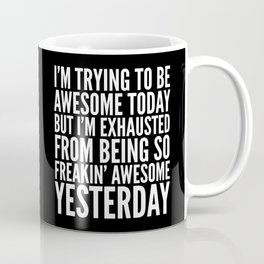 I'M TRYING TO BE
AWESOME TODAY
BUT I'M EXHAUSTED
FROM BEING SO
FREAKIN' AWESOME
YESTERDAY